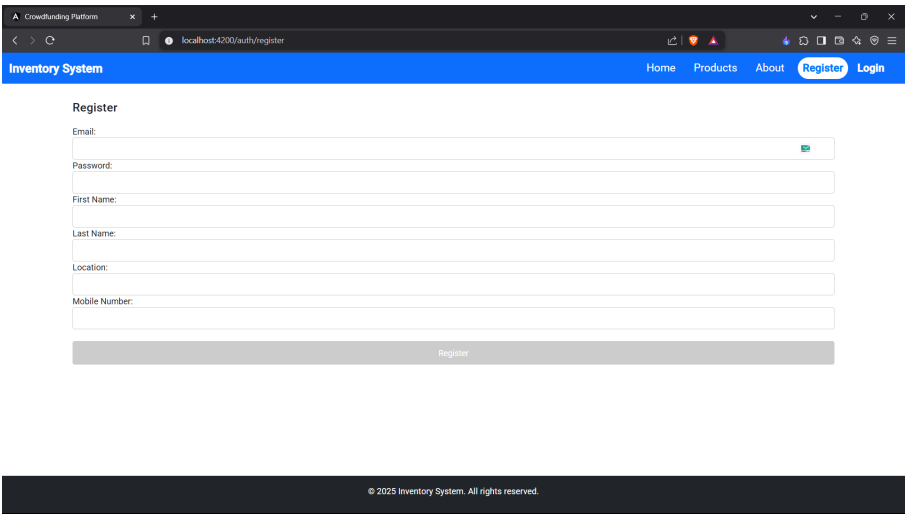 A Crowdfunding Platform
localhost:4200/auth/register
Inventory System Home Products About Register Login
Register
Email:
Password:
First Name:
Last Name:
Location:
Mobile Number:
Register
© 2025 Inventory System. All rights reserved.